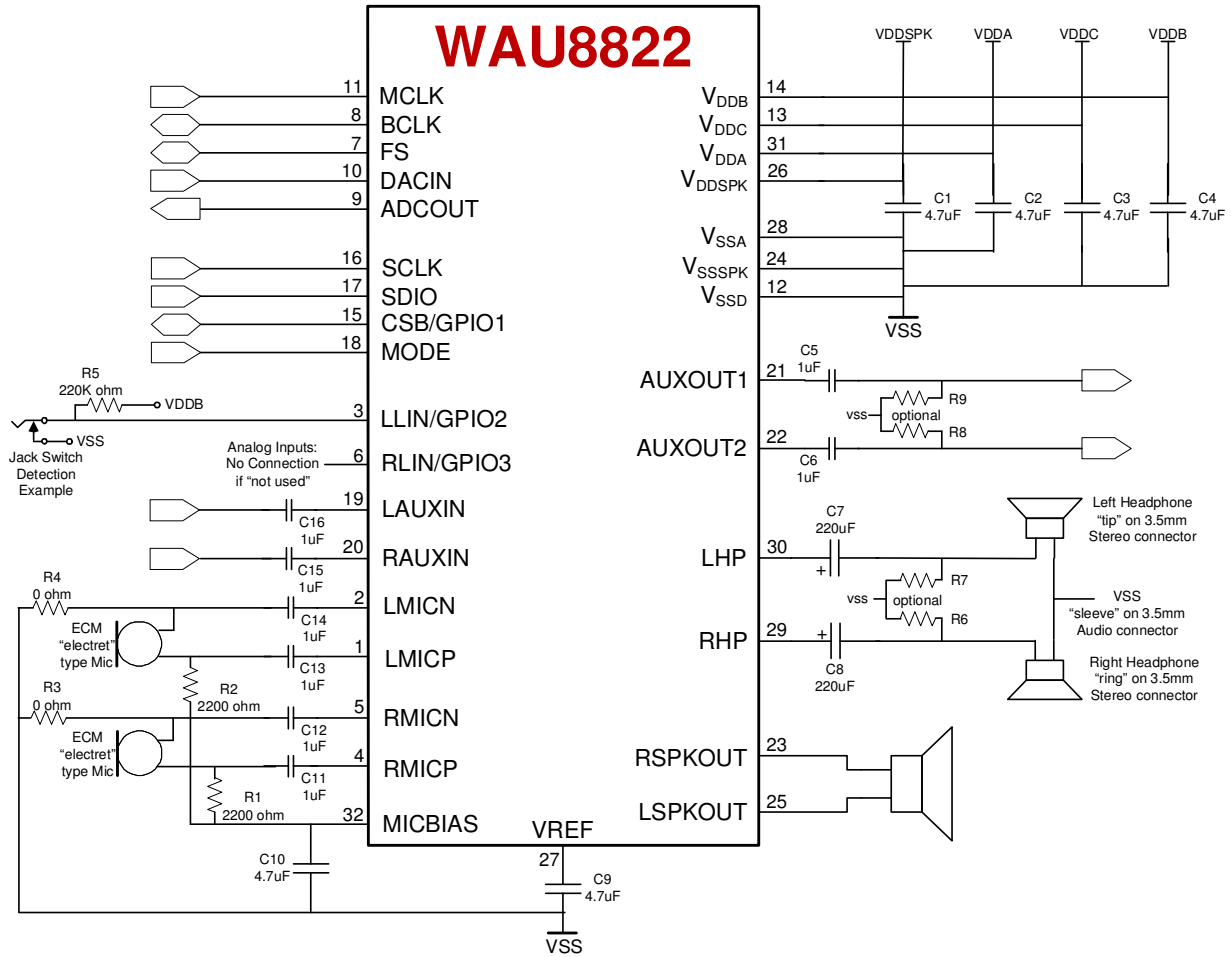 WAU8822
VDDSPK
VDDA
VDDC
VDDB
11
MCLK
8
BCLK
7
FS
10
DACIN
9
ADCOUT
16
SCLK
17
SDIO
15
CSB/GPIO1
18
MODE
3
LLIN/GPIO2
6
RLIN/GPIO3
19
LAUXIN
20
RAUXIN
2
LMICN
1
LMICP
5
RMICN
4
RMICP
32
MICBIAS
VREF
27
14
VDDB
13
VDDC
31
VDDA
26
VDDSPK
28
VSSA
24
VSSSPK
12
VSSD
C1
4.7uF
C2
4.7uF
C3
4.7uF
C4
4.7uF
VSS
21
AUXOUT1
C5
1uF
22
AUXOUT2
C6
1uF
R9
vss
optional
R8
30
LHP
C7
220uF
+
29
RHP
+
C8
220uF
R7
vss
optional
R6
Left Headphone
“tip” on 3.5mm
Stereo connector
VSS
“sleeve” on 3.5mm
Audio connector
Right Headphone
“ring” on 3.5mm
Stereo connector
23
RSPKOUT
25
LSPKOUT
R5
220K ohm
VDDB
VSS
Jack Switch
Detection
Example
Analog Inputs:
No Connection
if “not used”
C16
1uF
C15
1uF
R4
0 ohm
C14
1uF
ECM
“electret”
type Mic
C13
1uF
R2
2200 ohm
R3
0 ohm
C12
1uF
ECM
“electret”
type Mic
C11
1uF
R1
2200 ohm
C10
4.7uF
C9
4.7uF
VSS